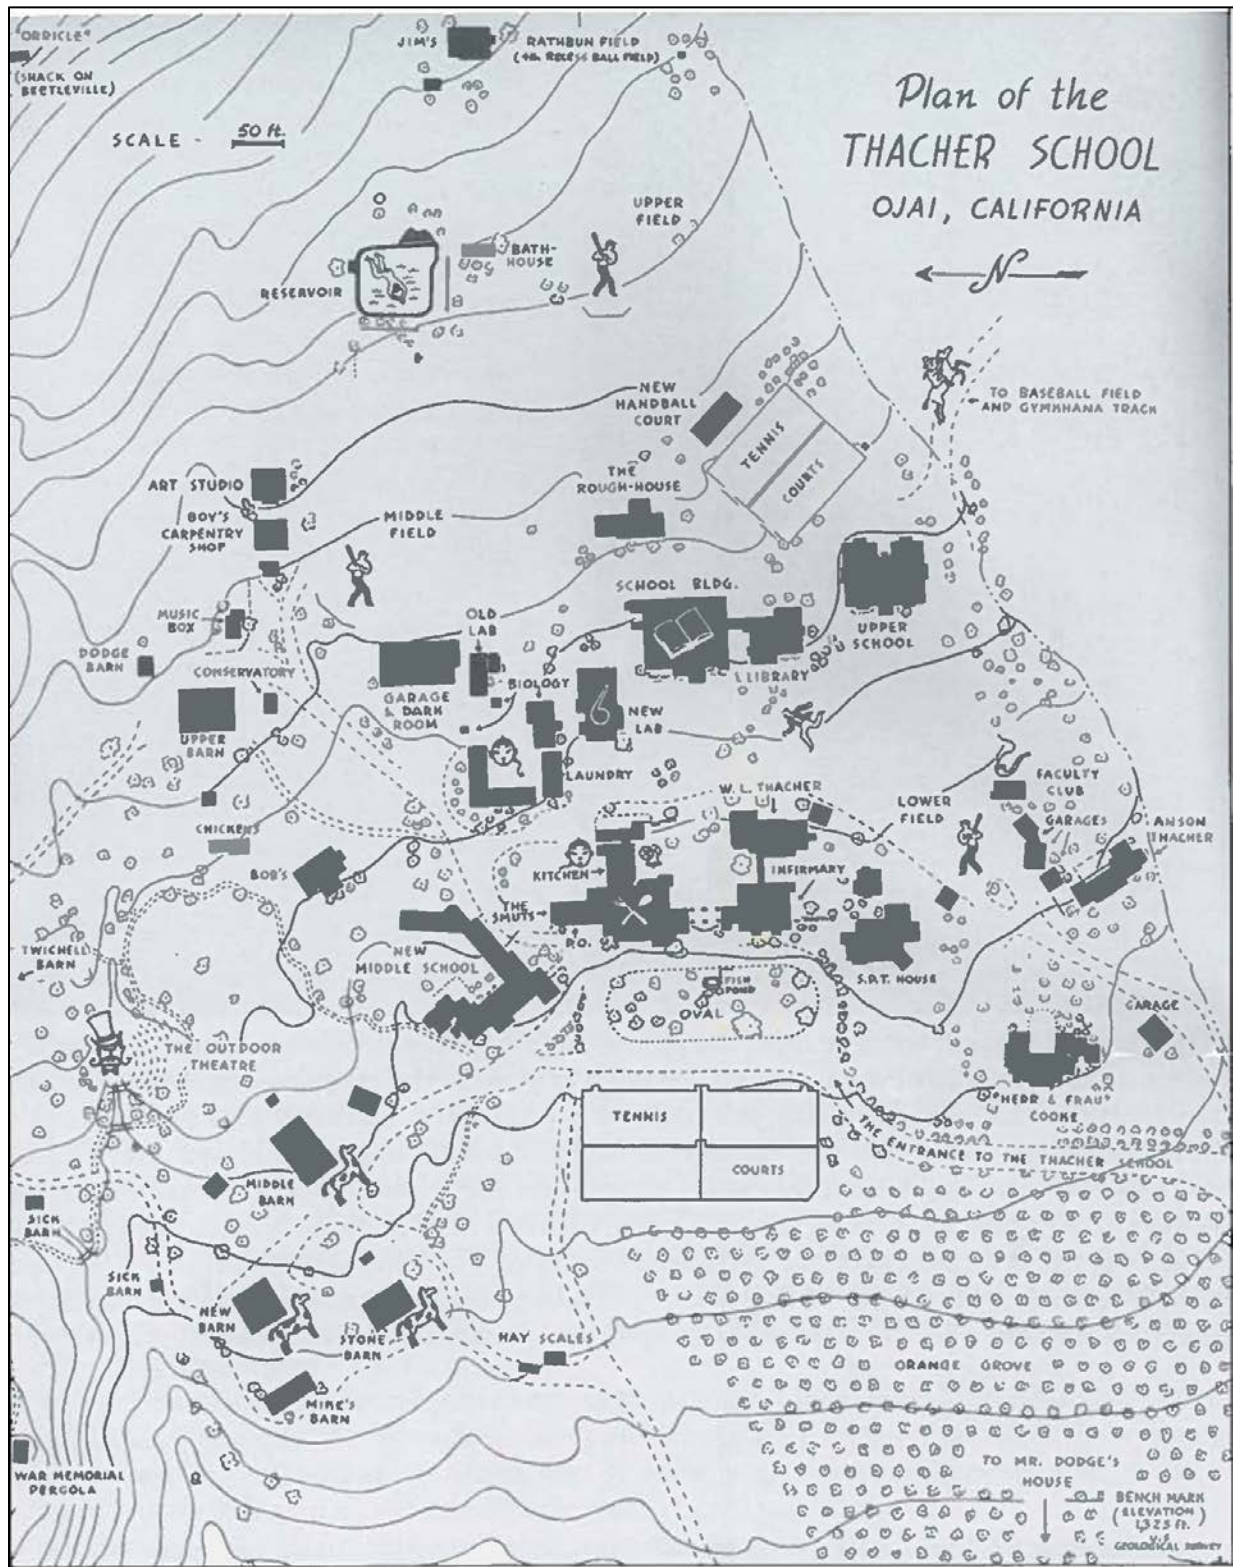 "ORRICLE"
(SHACK ON
BEETLEVILLE)
JIM'S
RATHBUN FIELD
(4th RECESS BALL FIELD)
Plan of the
THACHER SCHOOL
OJAI, CALIFORNIA
SCALE - 50 ft.
N
UPPER
FIELD
BATH-
HOUSE
RESERVOIR
TO BASEBALL FIELD
AND GYMKHANA TRACK
NEW
HANDBALL
COURT
TENNIS
COURTS
THE
ROUGH-HOUSE
ART STUDIO
BOY'S
CARPENTRY
SHOP
MIDDLE
FIELD
SCHOOL BLDG.
UPPER
SCHOOL
MUSIC
BOX
OLD
LAB
DODGE
BARN
CONSERVATORY
BIOLOGY
LIBRARY
GARAGE
& DARK
ROOM
NEW
LAB
UPPER
BARN
LAUNDRY
W. L. THACHER
FACULTY
CLUB
LOWER
FIELD
GARAGES
ANSON
THACHER
CHICKENS
BOB'S
KITCHEN
INFIRMARY
THE
SMUTS
P.O.
TWICHELL
BARN
NEW
MIDDLE SCHOOL
S.P.T. HOUSE
FISH
POND
OVAL
GARAGE
THE OUTDOOR
THEATRE
"HERR & FRAU"
COOKE
TENNIS
COURTS
THE ENTRANCE TO THE THACHER SCHOOL
MIDDLE
BARN
SICK
BARN
SICK
BARN
NEW
BARN
STONE
BARN
HAY SCALES
ORANGE GROVE
MIKE'S
BARN
WAR MEMORIAL
PERGOLA
TO MR. DODGE'S
HOUSE
BENCH MARK
(ELEVATION)
1,325 ft.
U.S.
GEOLOGICAL SURVEY